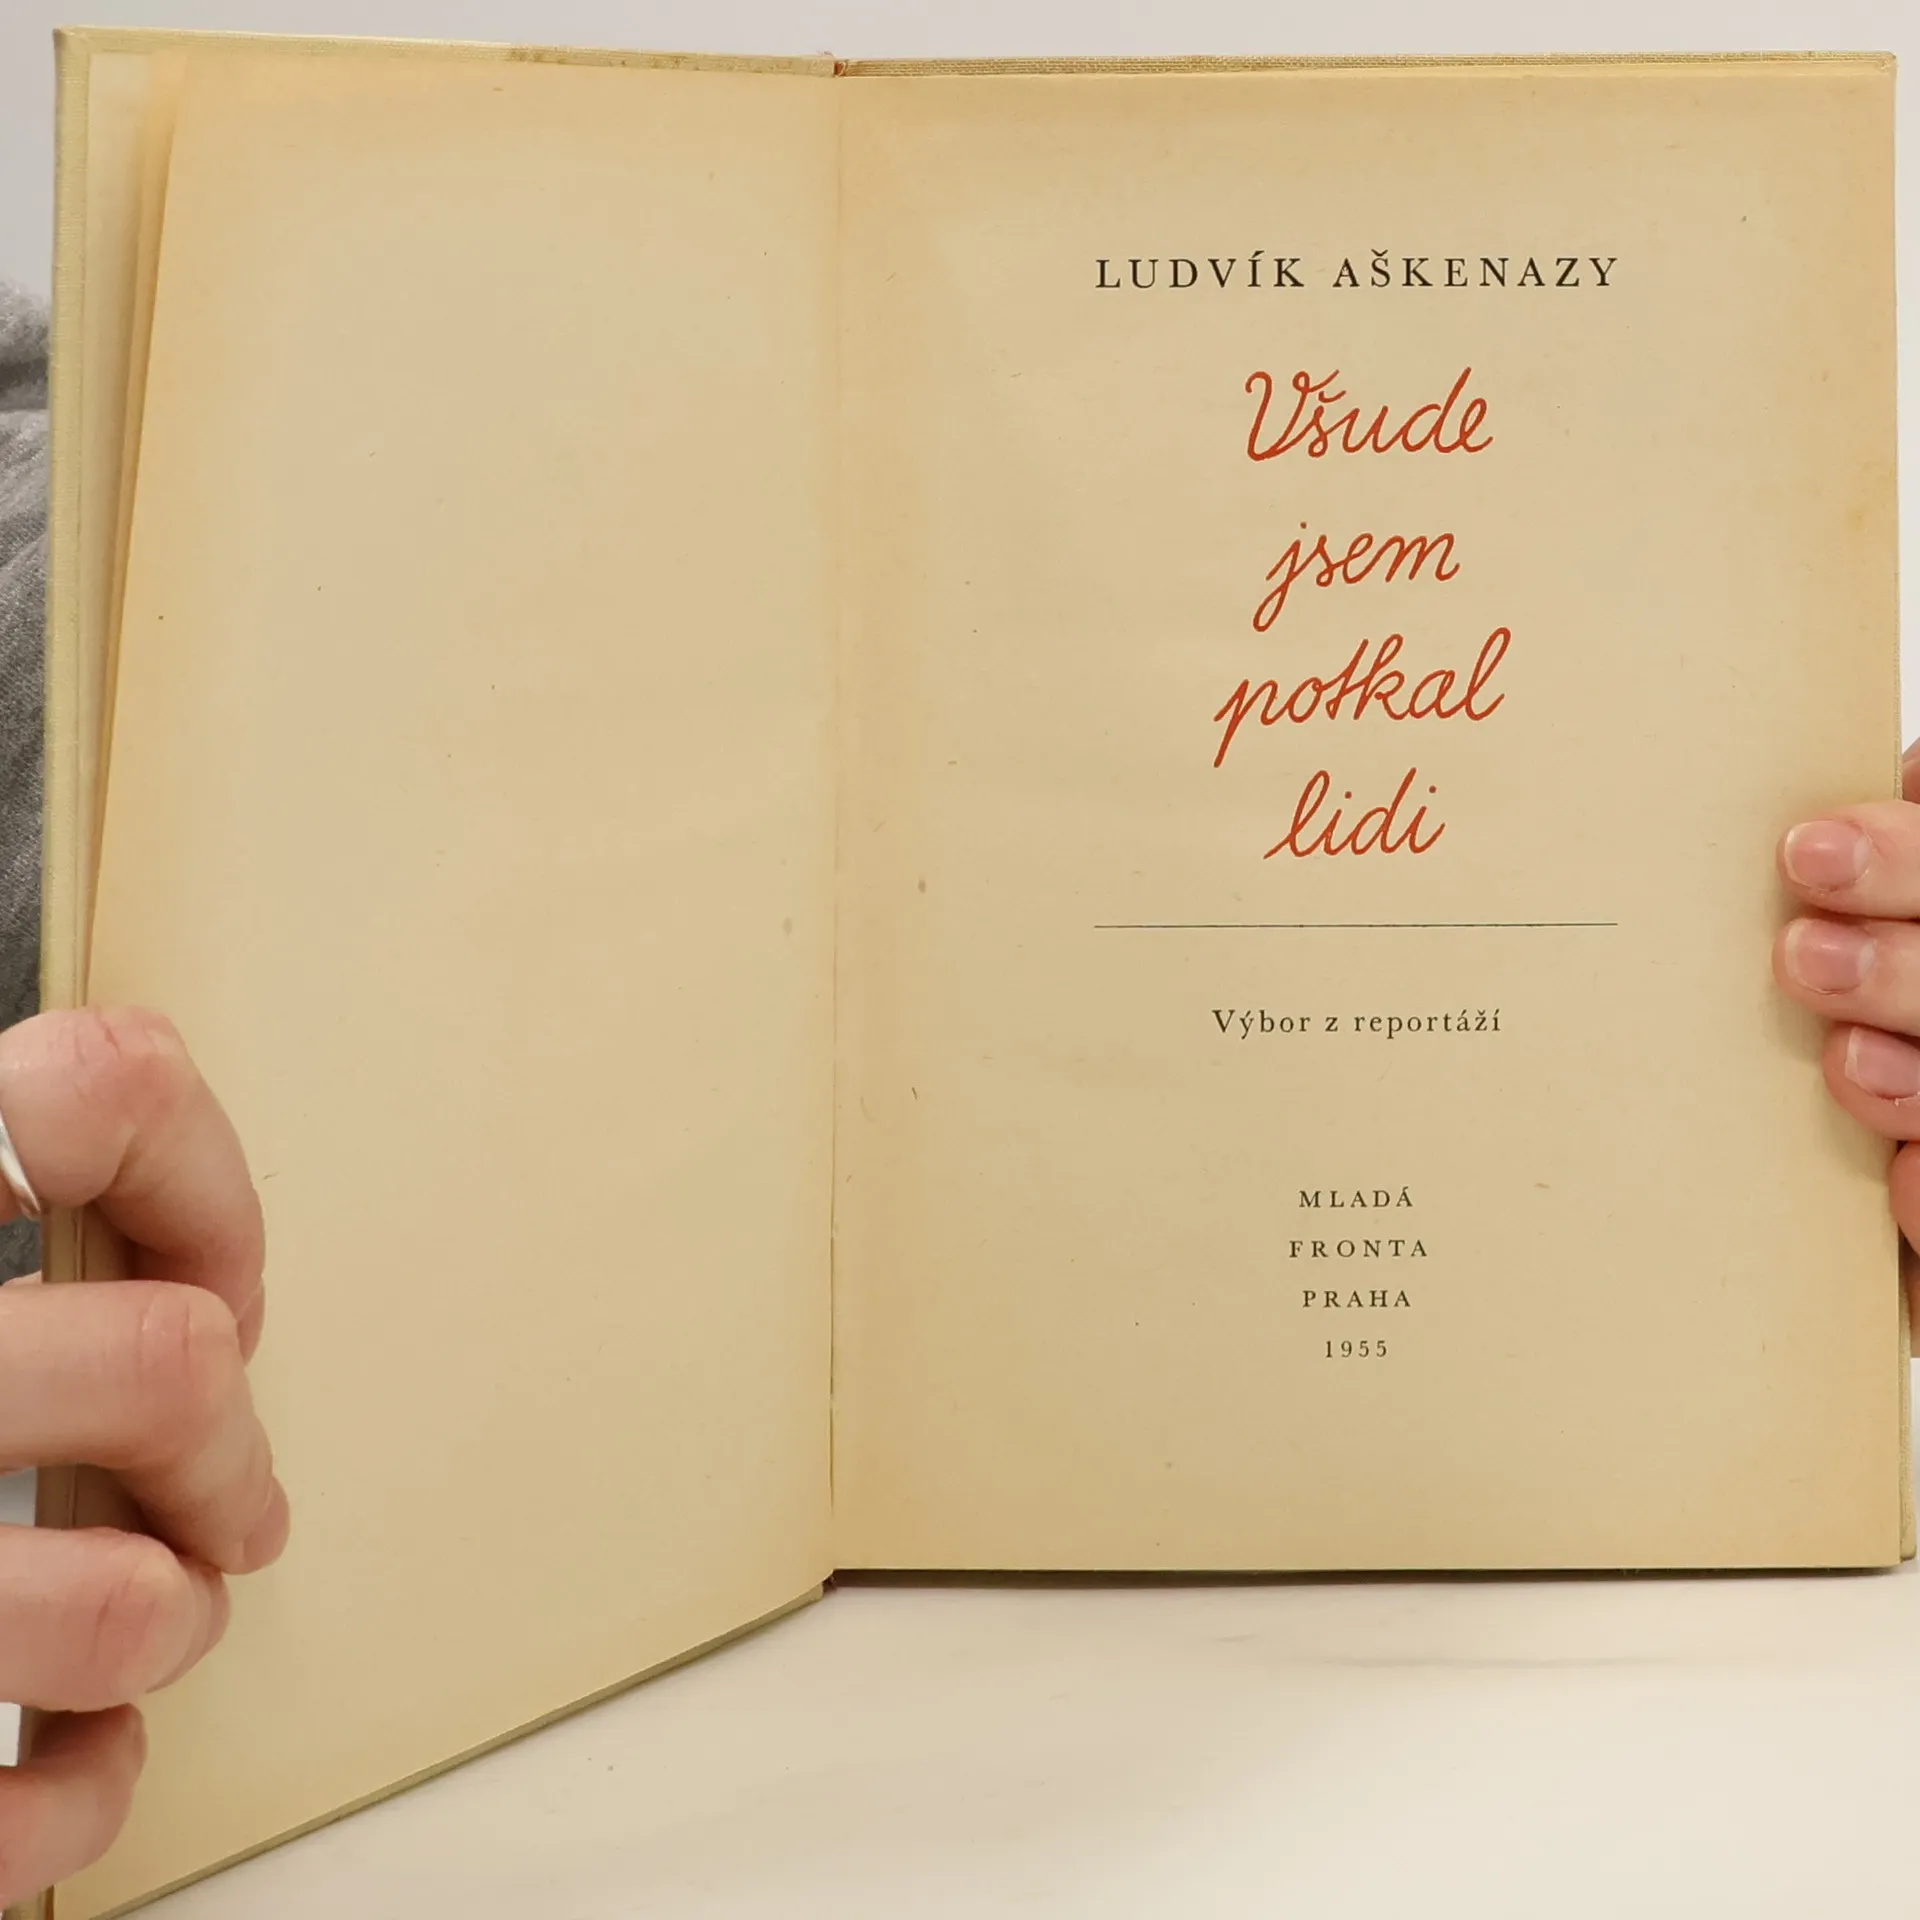 LUDVÍK AŠKENAZY
Všude
jsem
potkal
lidi
Výbor z reportáží
MLADÁ
FRONTA
PRAHA
1955